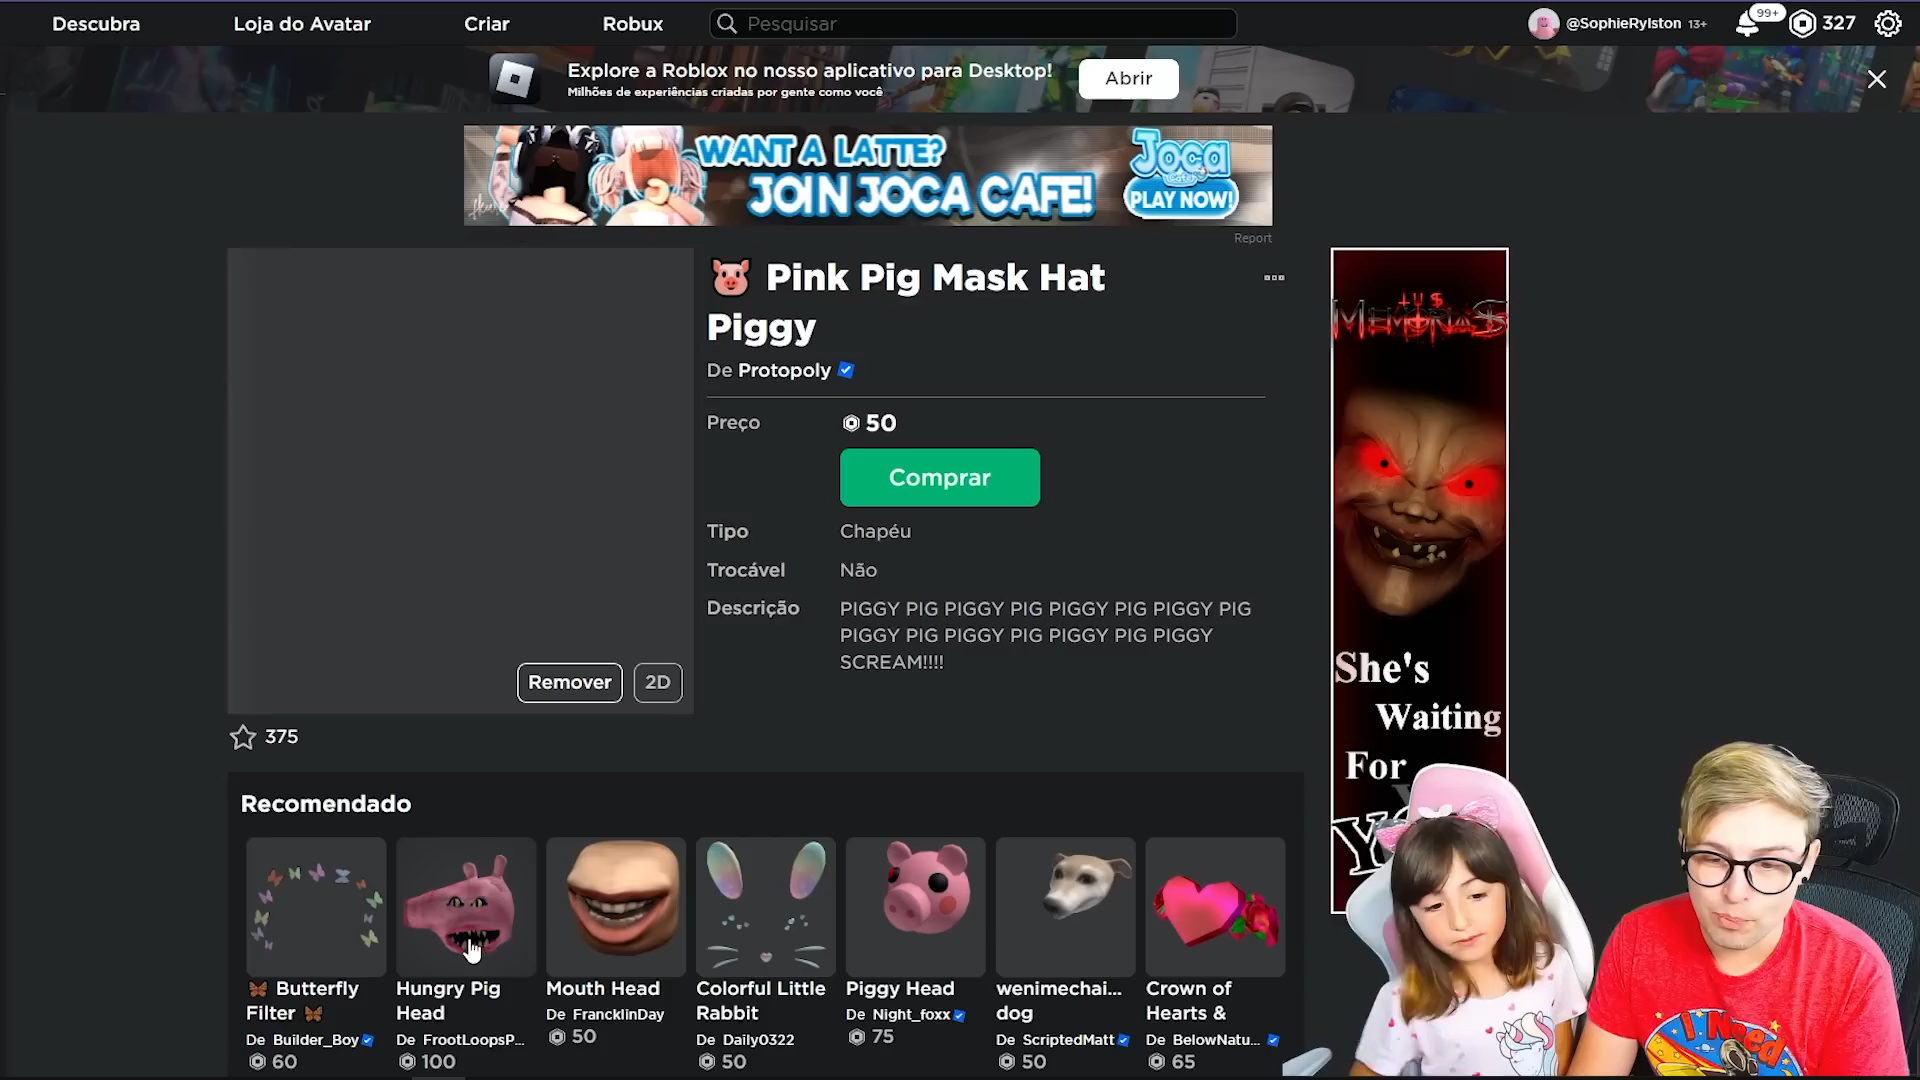 Descubra
Loja do Avatar
Criar
Robux
Pesquisar
@SophieRylston 13+
99+
327
Explore a Roblox no nosso aplicativo para Desktop!
Milhões de experiências criadas por gente como você
Abrir
WANT A LATTE?
JOIN JOCA CAFE!
Joca
Cafe
PLAY NOW!
Report
Pink Pig Mask Hat
Piggy
De Protopoly
Preço
50
Comprar
Tipo
Chapéu
Trocável
Não
Descrição
PIGGY PIG PIGGY PIG PIGGY PIG PIGGY PIG
PIGGY PIG PIGGY PIG PIGGY PIG PIGGY
SCREAM!!!!
Remover
2D
375
+U$
MEMORIAS
She's
Waiting
For
Recomendado
Butterfly
Filter
De Builder_Boy
60
Hungry Pig
Head
De FrootLoopsP...
100
Mouth Head
De FrancklinDay
50
Colorful Little
Rabbit
De Daily0322
50
Piggy Head
De Night_foxx
75
wenimechai...
dog
De ScriptedMatt
50
Crown of
Hearts &
De BelowNatu...
65
I Need